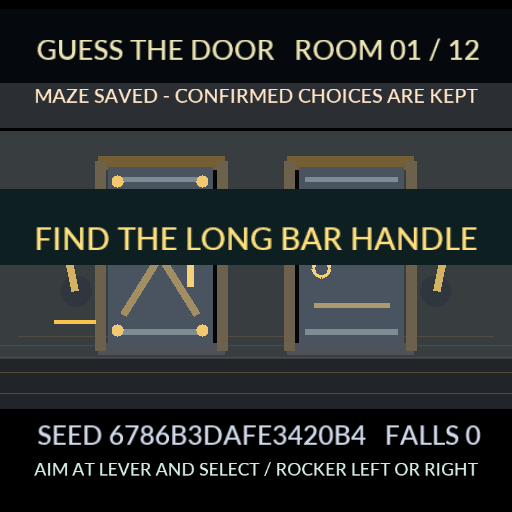 GUESS THE DOOR   ROOM 01 / 12
MAZE SAVED - CONFIRMED CHOICES ARE KEPT
FIND THE LONG BAR HANDLE
SEED 6786B3DAFE3420B4   FALLS 0
AIM AT LEVER AND SELECT / ROCKER LEFT OR RIGHT